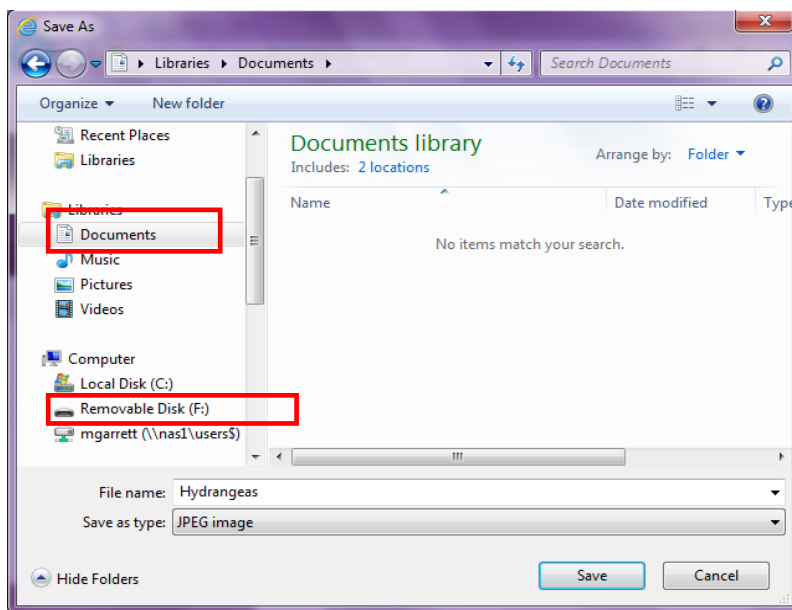 Save As
Libraries Documents
Search Documents
Organize New folder
Recent Places
Libraries
Documents library
Includes: 2 locations
Arrange by: Folder
Name Date modified Type
Libraries
Documents
Music
Pictures
Videos
No items match your search.
Computer
Local Disk (C:)
Removable Disk (F:)
mgarrett (\\nas1\users$)
File name: Hydrangeas
Save as type: JPEG image
Hide Folders
Save Cancel